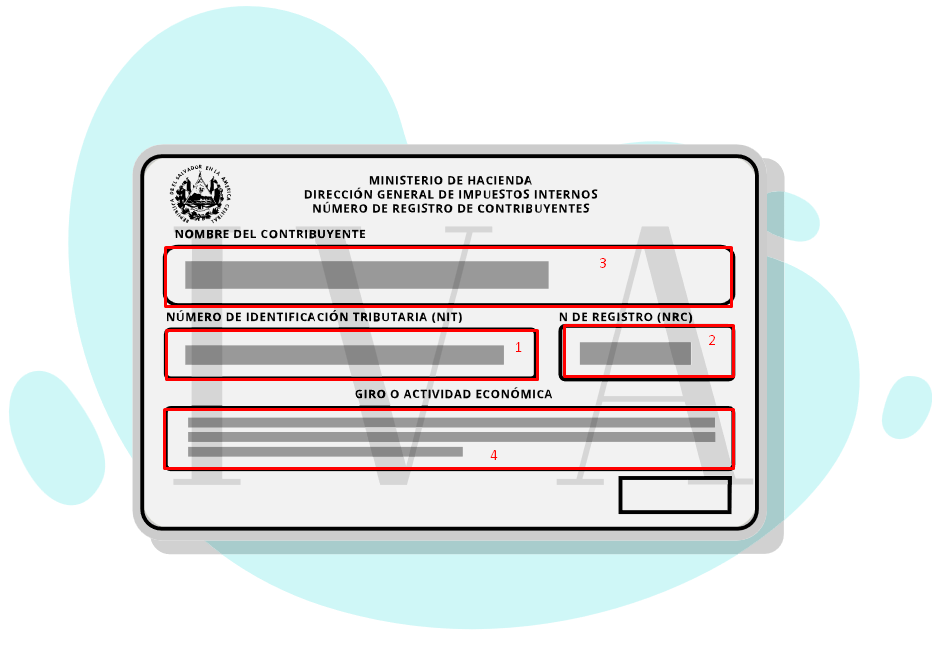 REPÚBLICA DE EL SALVADOR EN LA AMÉRICA CENTRAL
MINISTERIO DE HACIENDA
DIRECCIÓN GENERAL DE IMPUESTOS INTERNOS
NÚMERO DE REGISTRO DE CONTRIBUYENTES
NOMBRE DEL CONTRIBUYENTE
3
NÚMERO DE IDENTIFICACIÓN TRIBUTARIA (NIT)
N DE REGISTRO (NRC)
1
2
GIRO O ACTIVIDAD ECONÓMICA
4
IVA